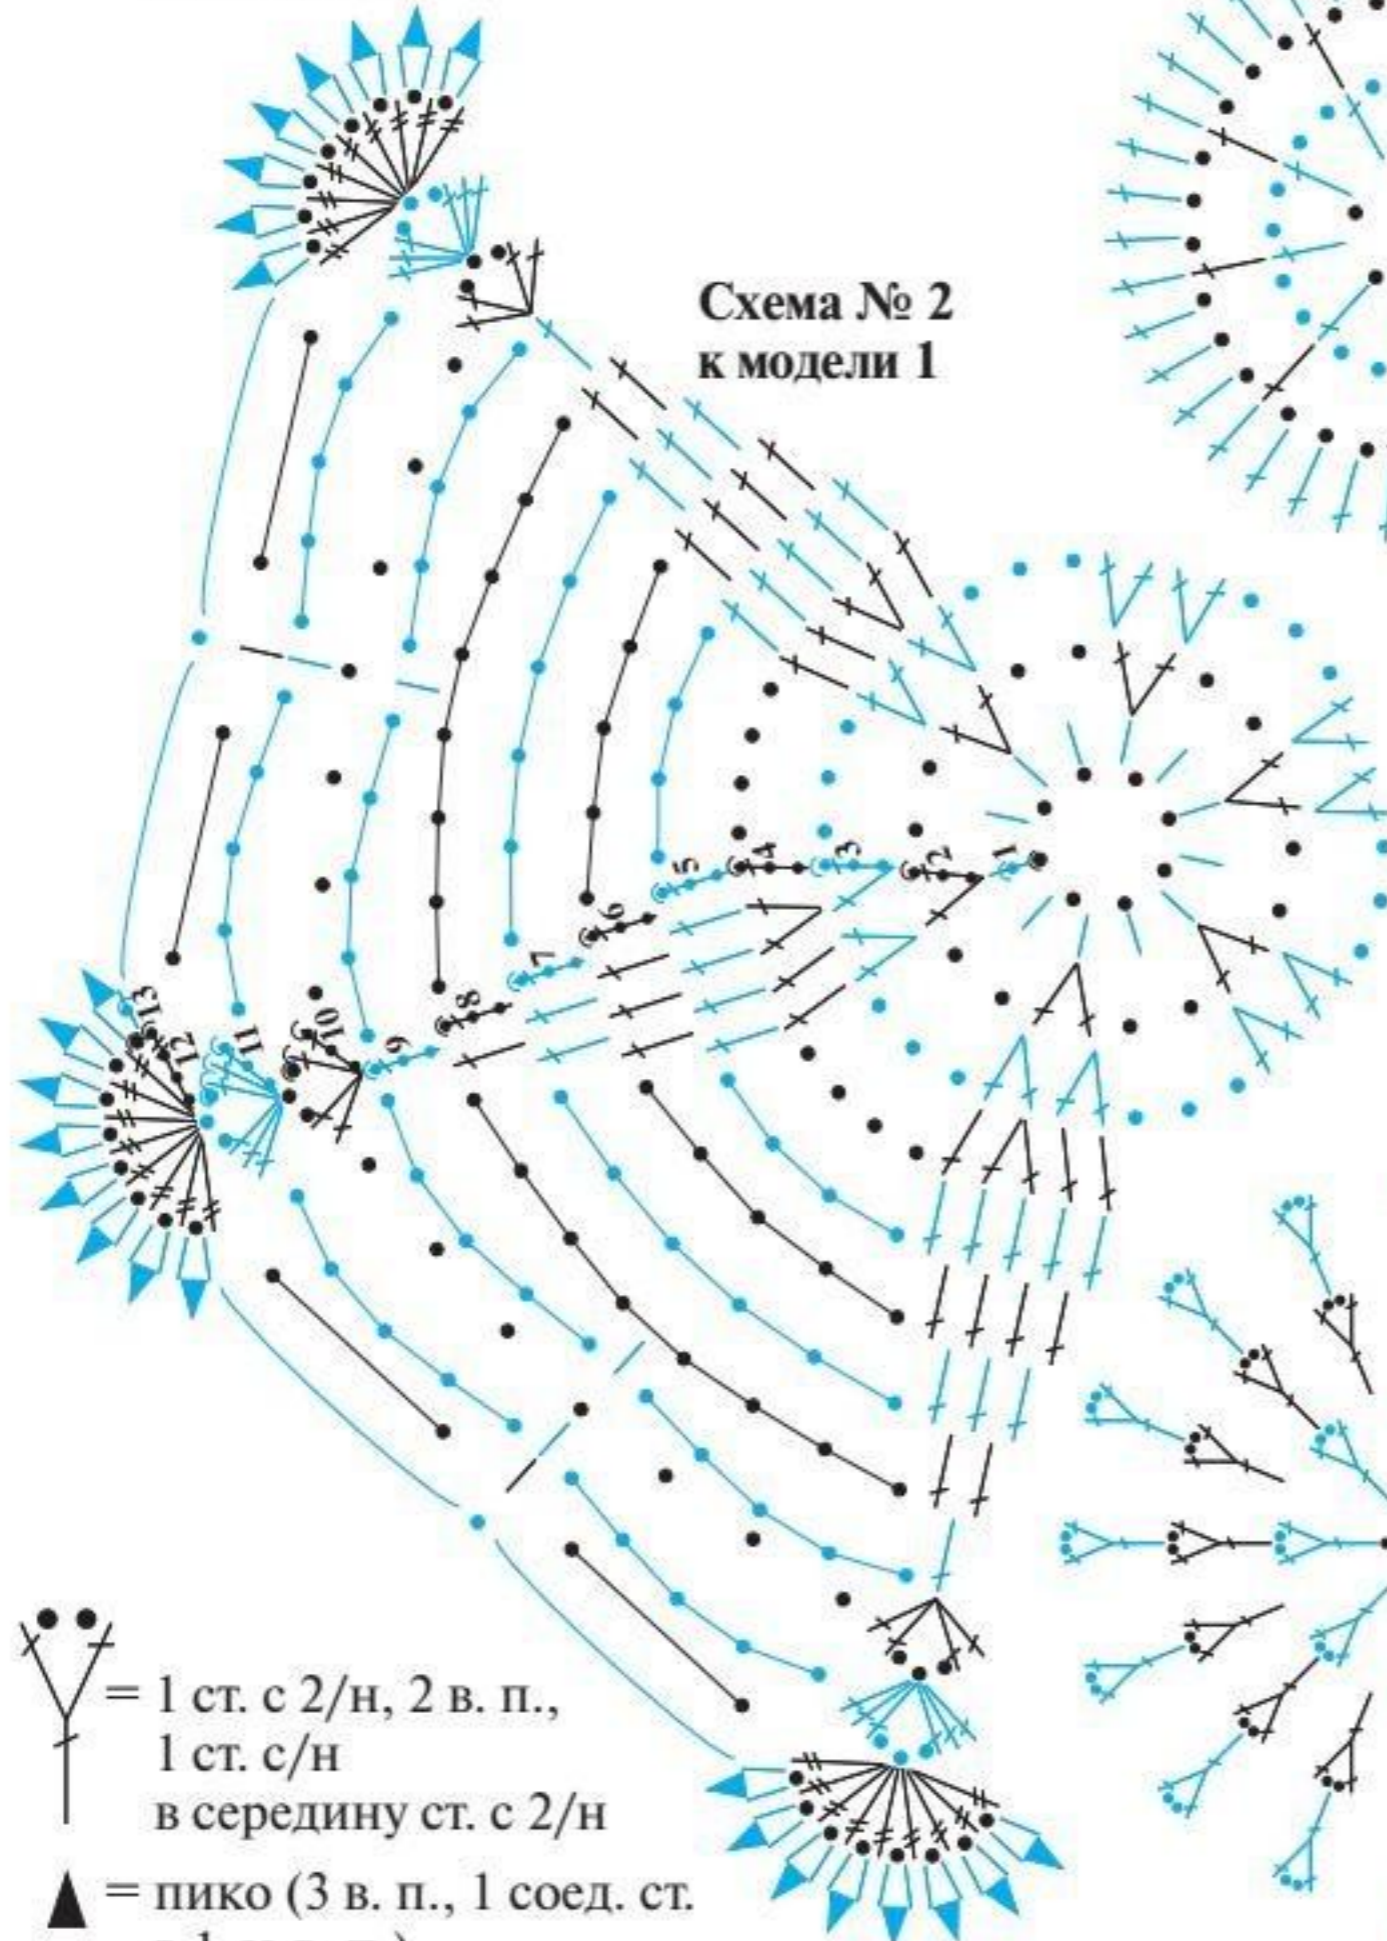 Схема № 2
к модели 1
1
2
3
4
5
6
7
8
9
10
11
12
13
= 1 ст. с 2/н, 2 в. п.,
1 ст. с/н
в середину ст. с 2/н
= пико (3 в. п., 1 соед. ст.